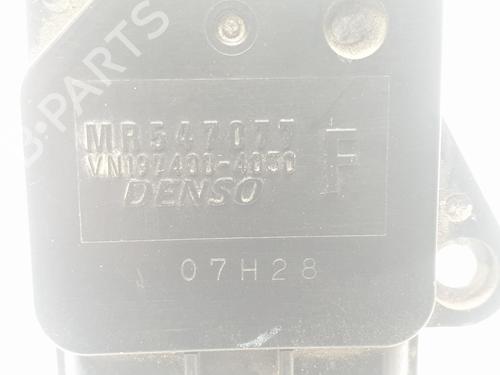 B-PARTS
MR547077
VN197400-4030
DENSO
F
07H28